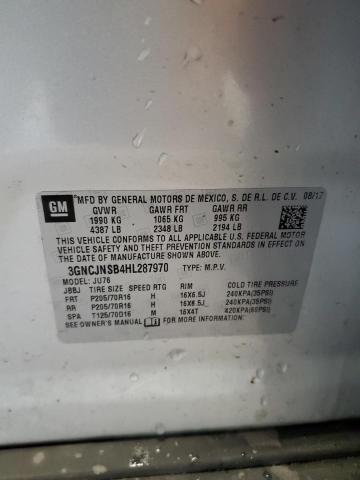 GM
MFD BY GENERAL MOTORS DE MEXICO, S. DE R.L. DE C.V. 08/17
GVWR GAWR FRT GAWR RR
1990 KG 1065 KG 995 KG
4387 LB 2348 LB 2194 LB
THIS VEHICLE CONFORMS TO ALL APPLICABLE U.S. FEDERAL MOTOR
VEHICLE SAFETY AND THEFT PREVENTION STANDARDS IN EFFECT ON THE
DATE OF MANUFACTURE SHOWN ABOVE.
3GNCJNSB4HL287970 TYPE: M.P.V.
MODEL: JU76
JBBJ TIRE SIZE SPEED RTG RIM COLD TIRE PRESSURE
FRT P205/70R16 H 16X6.5J 240KPA(35PSI)
RR P205/70R16 H 16X6.5J 240KPA(35PSI)
SPA T125/70D16 M 16X4T 420KPA(60PSI)
SEE OWNER'S MANUAL FOR MORE INFORMATION.